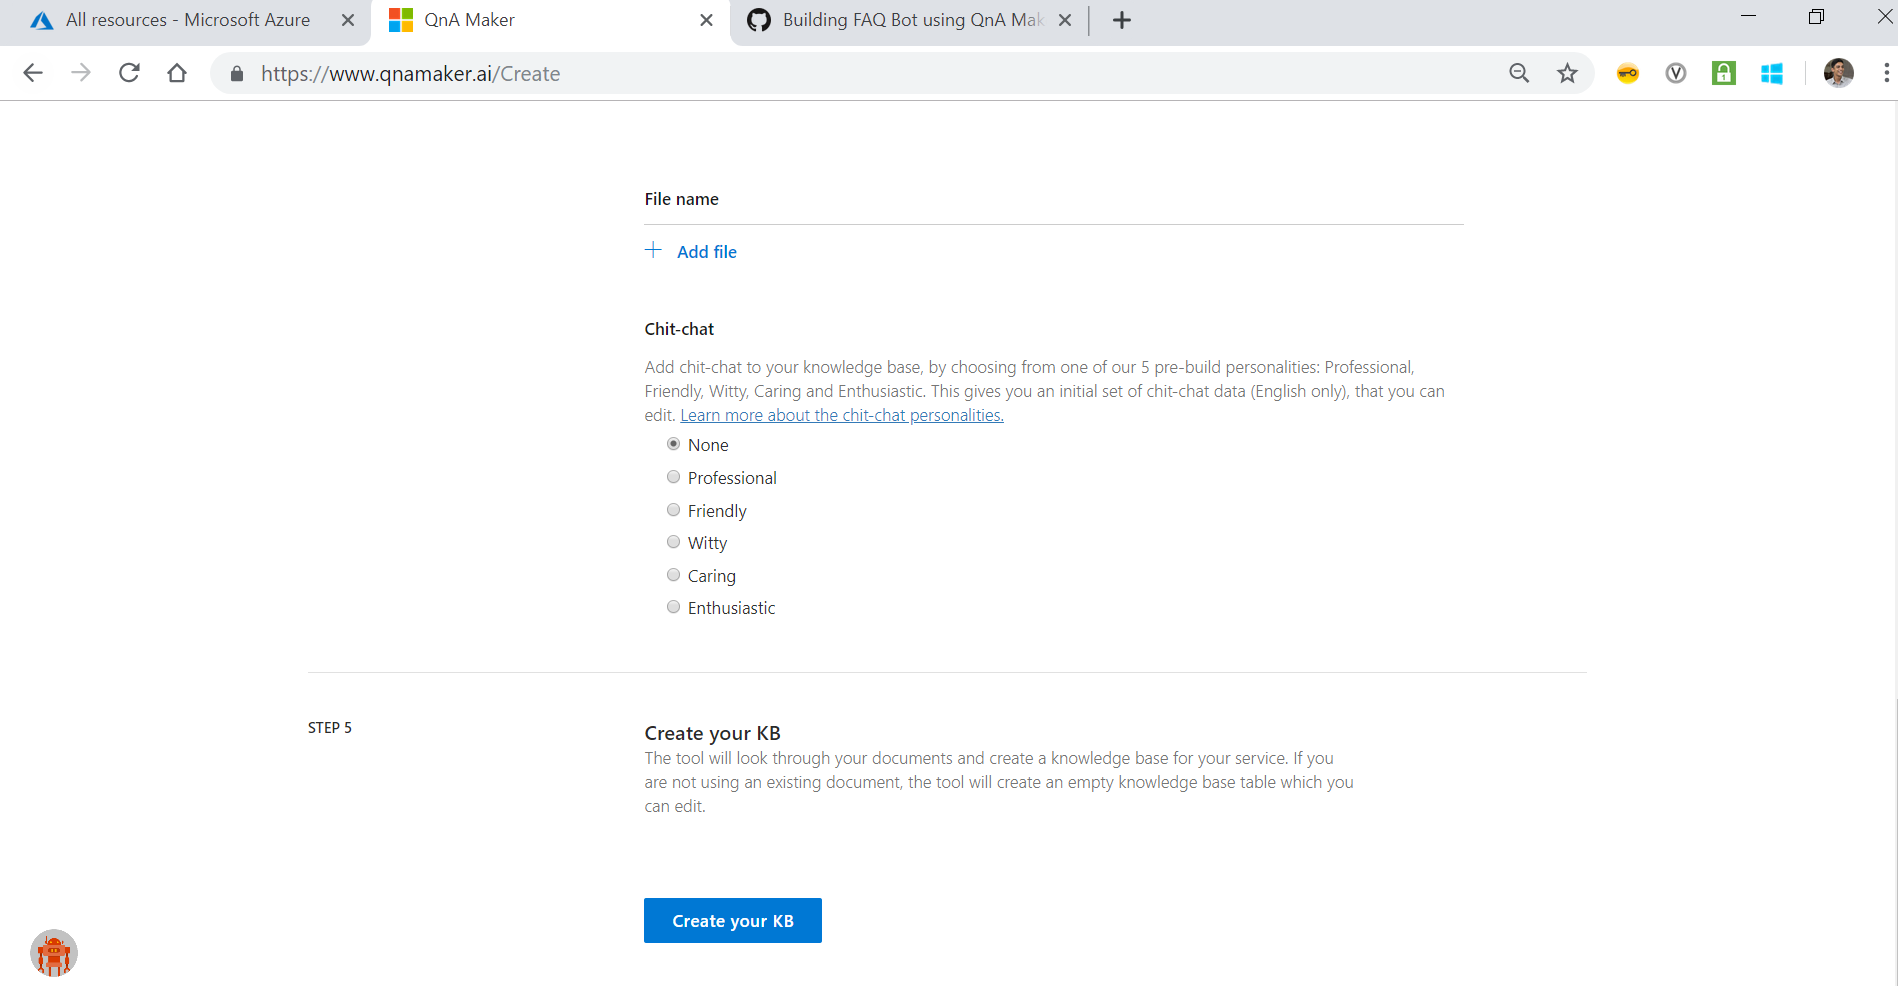 All resources - Microsoft Azure
QnA Maker
Building FAQ Bot using QnA Mak
https://www.qnamaker.ai/Create
File name
Add file
Chit-chat
Add chit-chat to your knowledge base, by choosing from one of our 5 pre-build personalities: Professional,
Friendly, Witty, Caring and Enthusiastic. This gives you an initial set of chit-chat data (English only), that you can
edit. Learn more about the chit-chat personalities.
None
Professional
Friendly
Witty
Caring
Enthusiastic
STEP 5
Create your KB
The tool will look through your documents and create a knowledge base for your service. If you
are not using an existing document, the tool will create an empty knowledge base table which you
can edit.
Create your KB